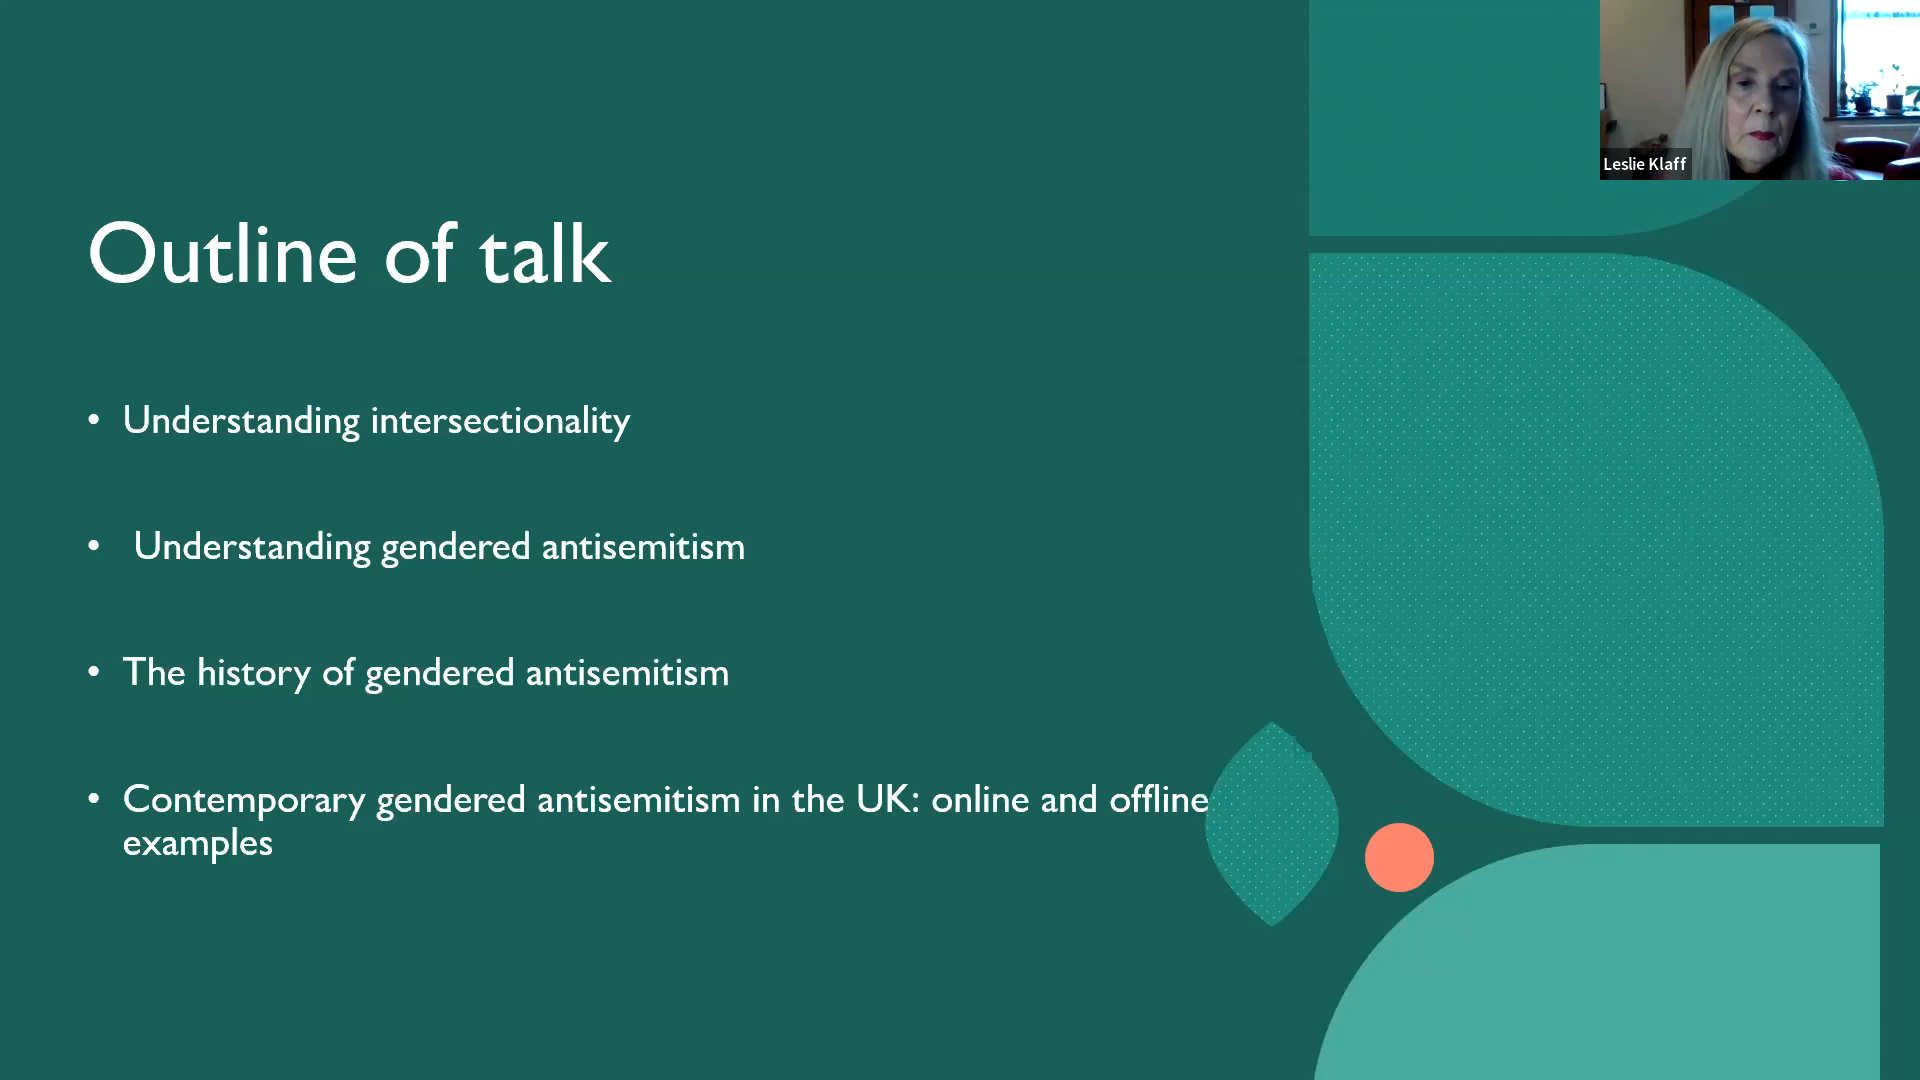 Leslie Klaff
Outline of talk
• Understanding intersectionality
• Understanding gendered antisemitism
• The history of gendered antisemitism
• Contemporary gendered antisemitism in the UK: online and offline
examples